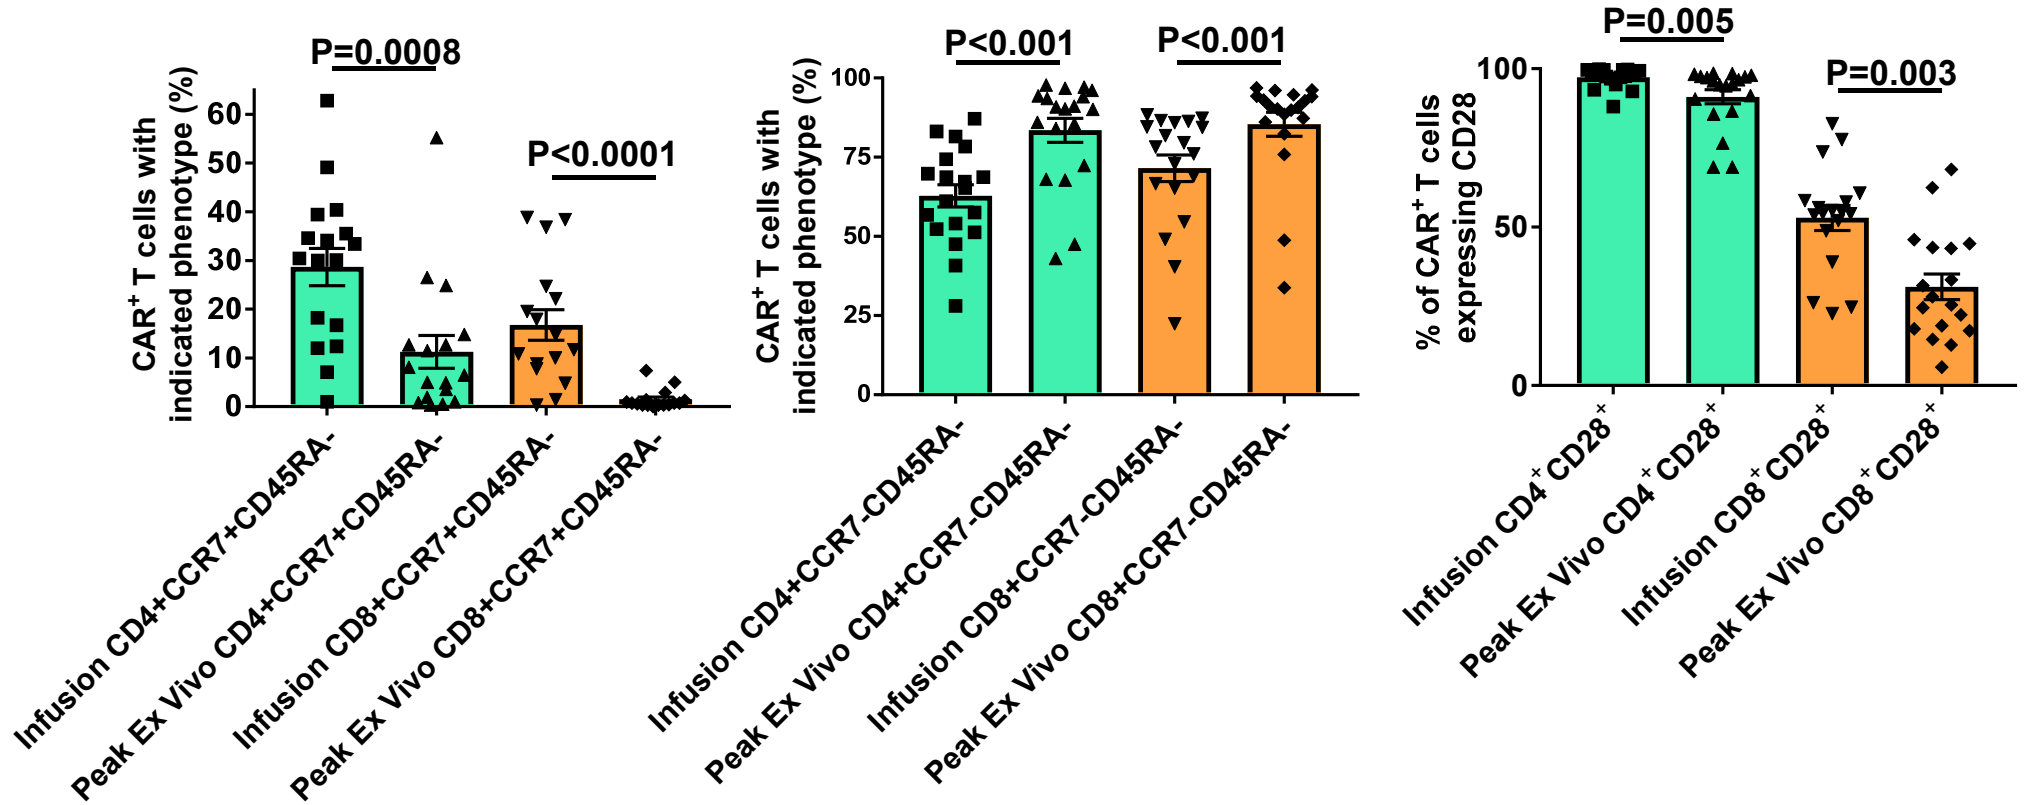 P=0.0008
P<0.0001
CAR⁺ T cells with
indicated phenotype (%)
60
50
40
30
20
10
0
Infusion CD4+CCR7+CD45RA-
Peak Ex Vivo CD4+CCR7+CD45RA-
Infusion CD8+CCR7+CD45RA-
Peak Ex Vivo CD8+CCR7+CD45RA-
P<0.001
P<0.001
CAR⁺ T cells with
indicated phenotype (%)
100
75
50
25
0
Infusion CD4+CCR7-CD45RA-
Peak Ex Vivo CD4+CCR7-CD45RA-
Infusion CD8+CCR7-CD45RA-
Peak Ex Vivo CD8+CCR7-CD45RA-
P=0.005
P=0.003
% of CAR⁺ T cells
expressing CD28
100
50
0
Infusion CD4⁺CD28⁺
Peak Ex Vivo CD4⁺CD28⁺
Infusion CD8⁺CD28⁺
Peak Ex Vivo CD8⁺CD28⁺